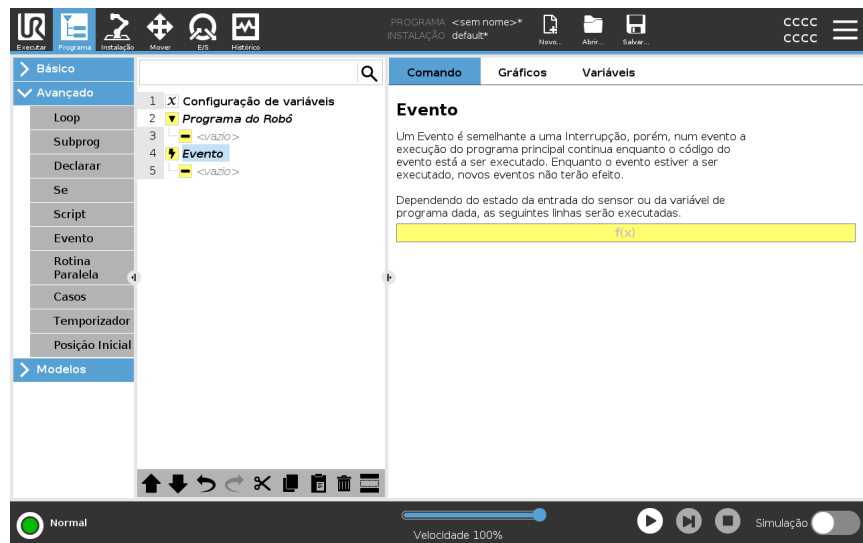 PROGRAMA <sem nome>*
INSTALAÇÃO default*
Executar Programa Instalação Mover E/S Histórico
Novo... Abrir... Salvar...
CCCC
CCCC
Básico
Avançado
Loop
Subprog
Declarar
Se
Script
Evento
Rotina
Paralela
Casos
Temporizador
Posição Inicial
Modelos
1 X Configuração de variáveis
2 Programa do Robô
3 <vazio>
4 Evento
5 <vazio>
Comando Gráficos Variáveis
Evento
Um Evento é semelhante a uma Interrupção, porém, num evento a
execução do programa principal continua enquanto o código do
evento está a ser executado. Enquanto o evento estiver a ser
executado, novos eventos não terão efeito.
Dependendo do estado da entrada do sensor ou da variável de
programa dada, as seguintes linhas serão executadas.
f(x)
Normal
Velocidade 100%
Simulação